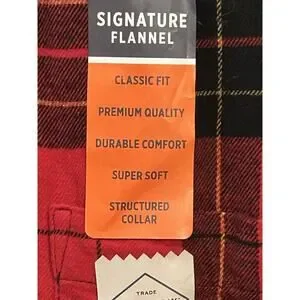 SIGNATURE
FLANNEL
CLASSIC FIT
PREMIUM QUALITY
DURABLE COMFORT
SUPER SOFT
STRUCTURED
COLLAR
TRADE